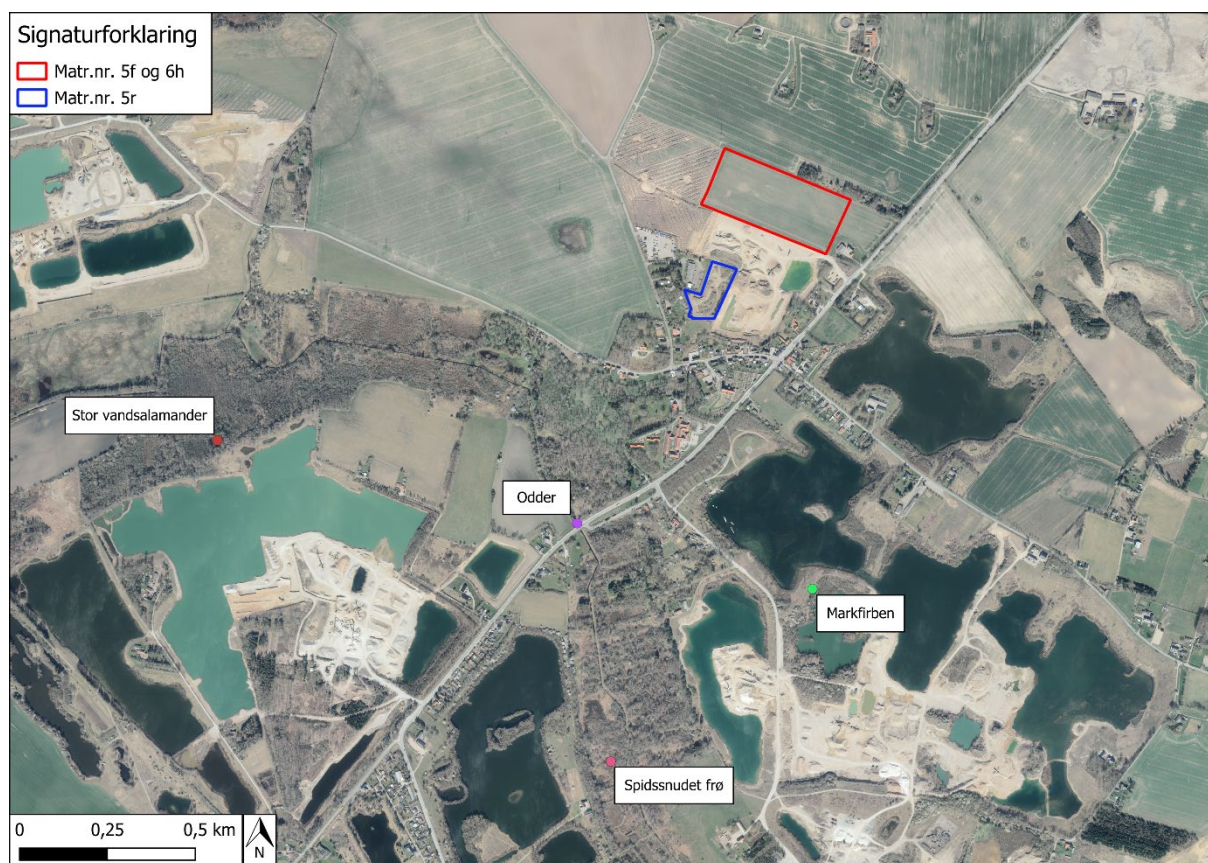 Signaturforklaring
Matr.nr. 5f og 6h
Matr.nr. 5r
Stor vandsalamander
Odder
Markfirben
Spidssnudet frø
0 0,25 0,5 km
N